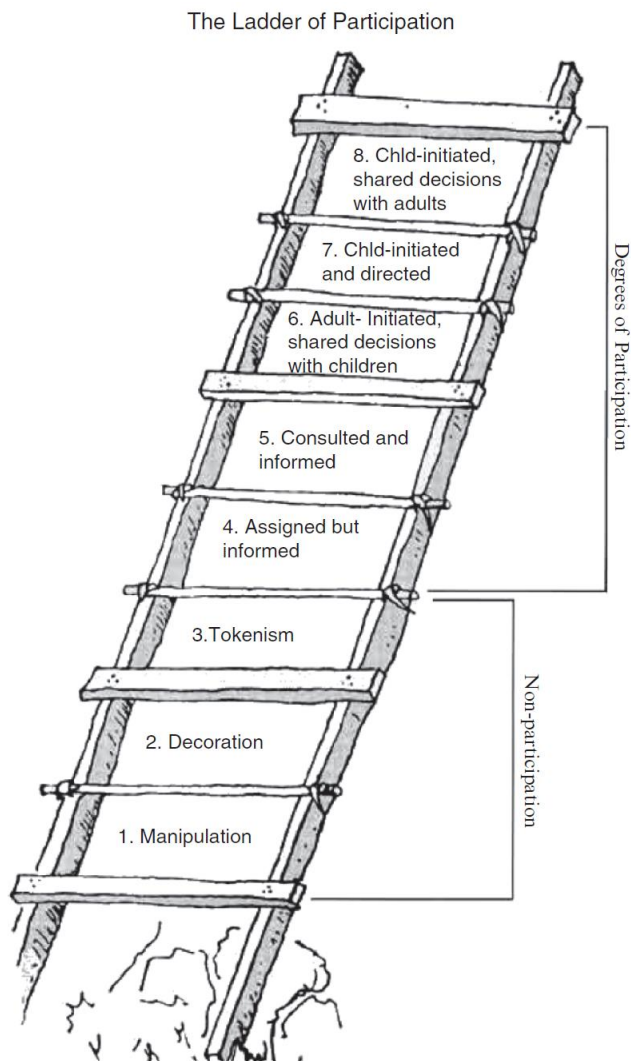 The Ladder of Participation
8. Chld-initiated,
shared decisions
with adults
7. Chld-initiated
and directed
6. Adult- Initiated,
shared decisions
with children
5. Consulted and
informed
4. Assigned but
informed
3.Tokenism
2. Decoration
1. Manipulation
Degrees of Participation
Non-participation